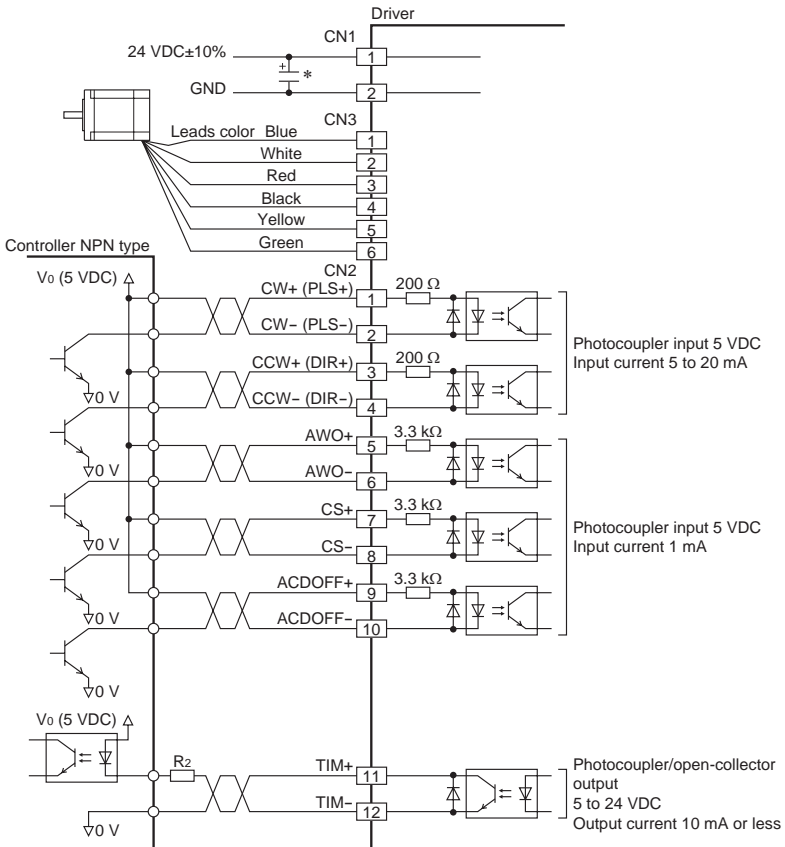 Driver
CN1
24 VDC±10%
1
+
*
GND
2
CN3
Leads color Blue
1
White
2
Red
3
Black
4
Yellow
5
Green
6
Controller NPN type
CN2
V0 (5 VDC)
CW+ (PLS+)
1
200 Ω
CW− (PLS−)
2
Photocoupler input 5 VDC
Input current 5 to 20 mA
CCW+ (DIR+)
3
200 Ω
0 V
CCW− (DIR−)
4
AWO+
5
3.3 kΩ
0 V
AWO−
6
CS+
7
3.3 kΩ
Photocoupler input 5 VDC
Input current 1 mA
0 V
CS−
8
ACDOFF+
9
3.3 kΩ
0 V
ACDOFF−
10
0 V
V0 (5 VDC)
R2
TIM+
11
Photocoupler/open-collector
output
5 to 24 VDC
Output current 10 mA or less
TIM−
12
0 V